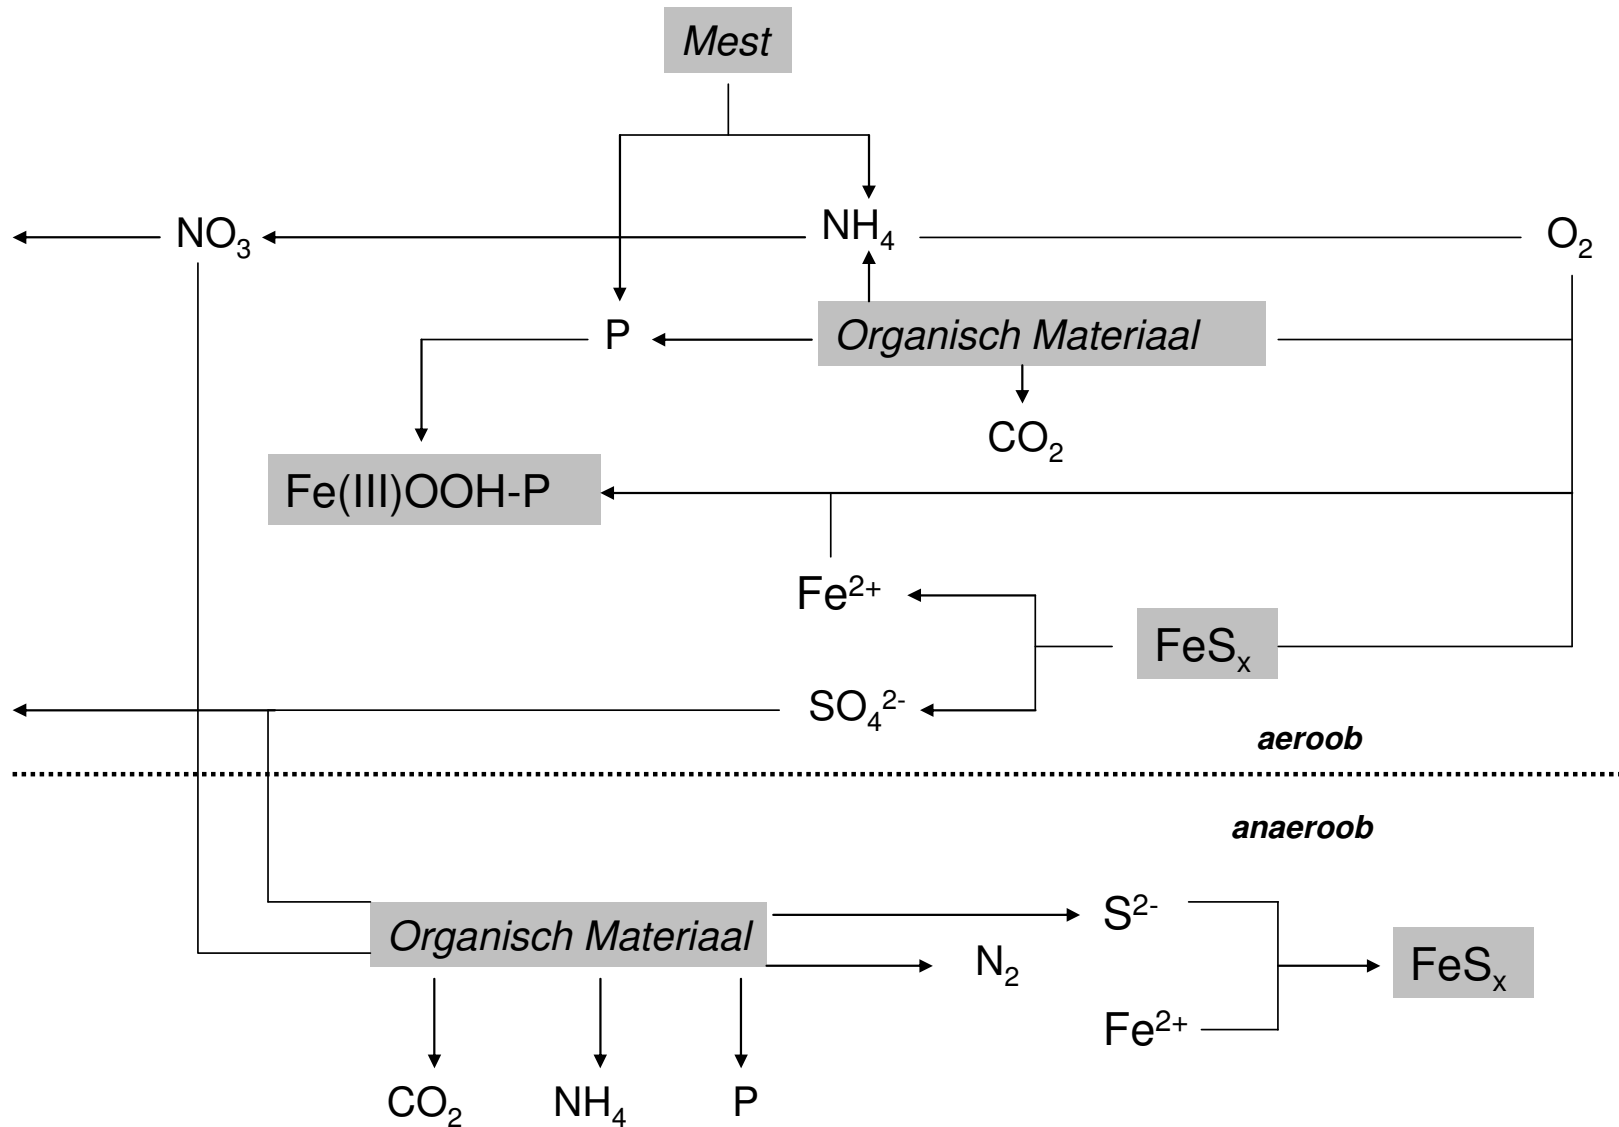 Mest
NO₃
NH₄
O₂
P
Organisch Materiaal
CO₂
Fe(III)OOH-P
Fe²⁺
FeSₓ
SO₄²⁻
aeroob
anaeroob
S²⁻
Organisch Materiaal
N₂
FeSₓ
Fe²⁺
CO₂
NH₄
P